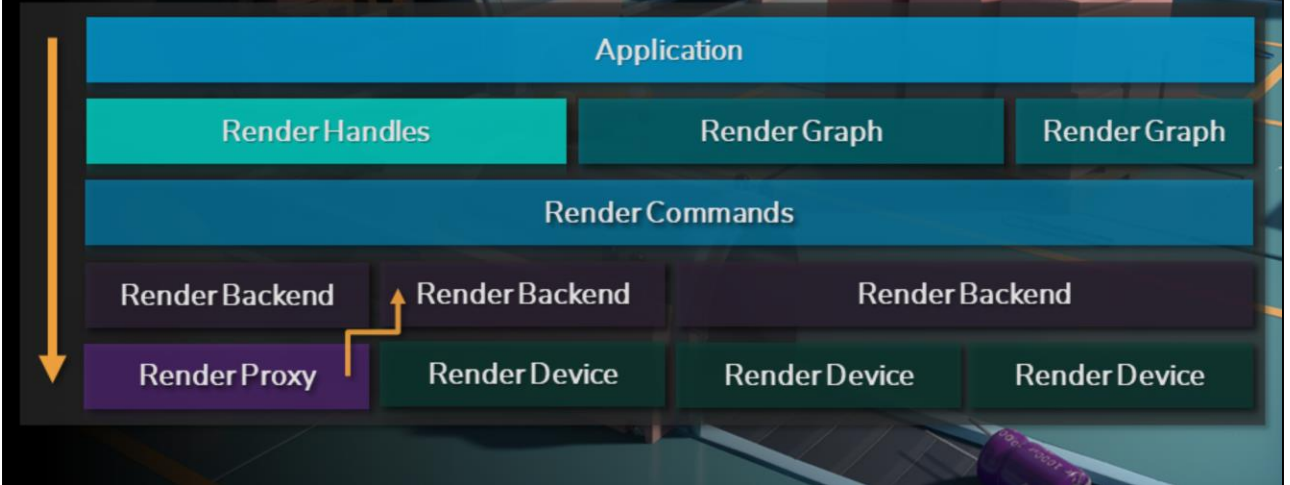 Application
Render Handles
Render Graph
Render Graph
Render Commands
Render Backend
Render Backend
Render Backend
Render Proxy
Render Device
Render Device
Render Device